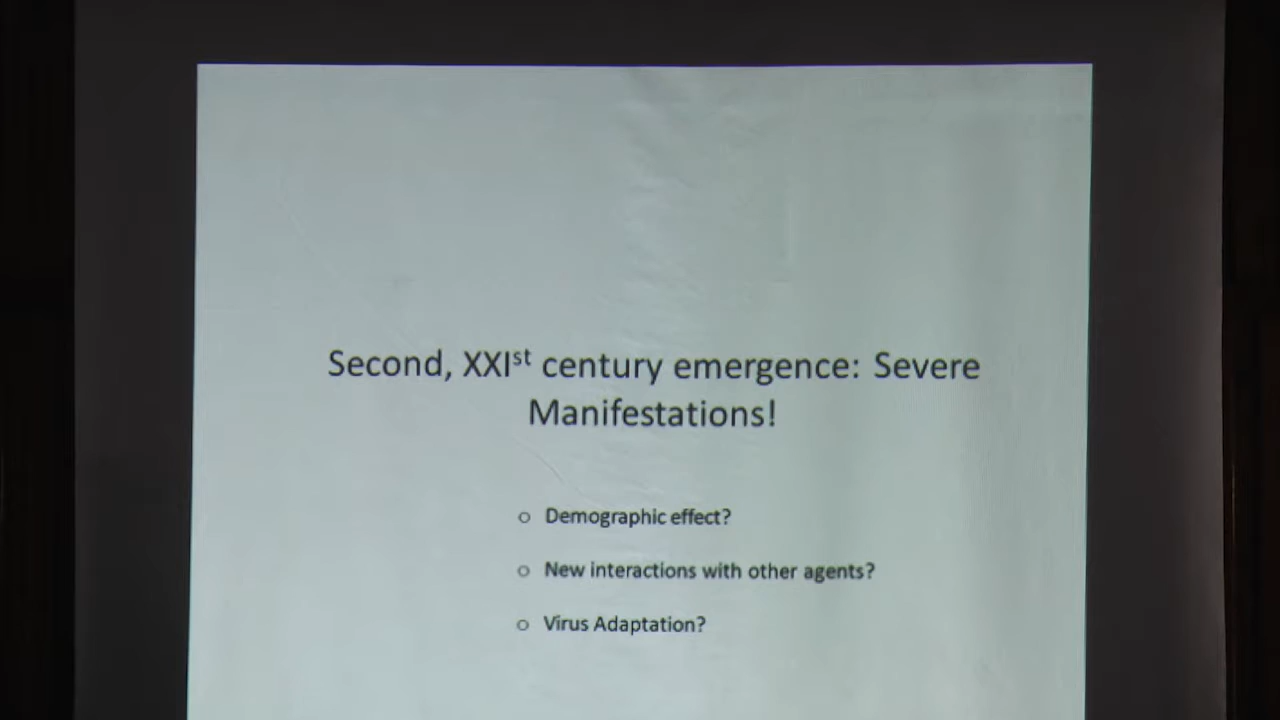 Second, XXIst century emergence: Severe
Manifestations!
o Demographic effect?
o New interactions with other agents?
o Virus Adaptation?